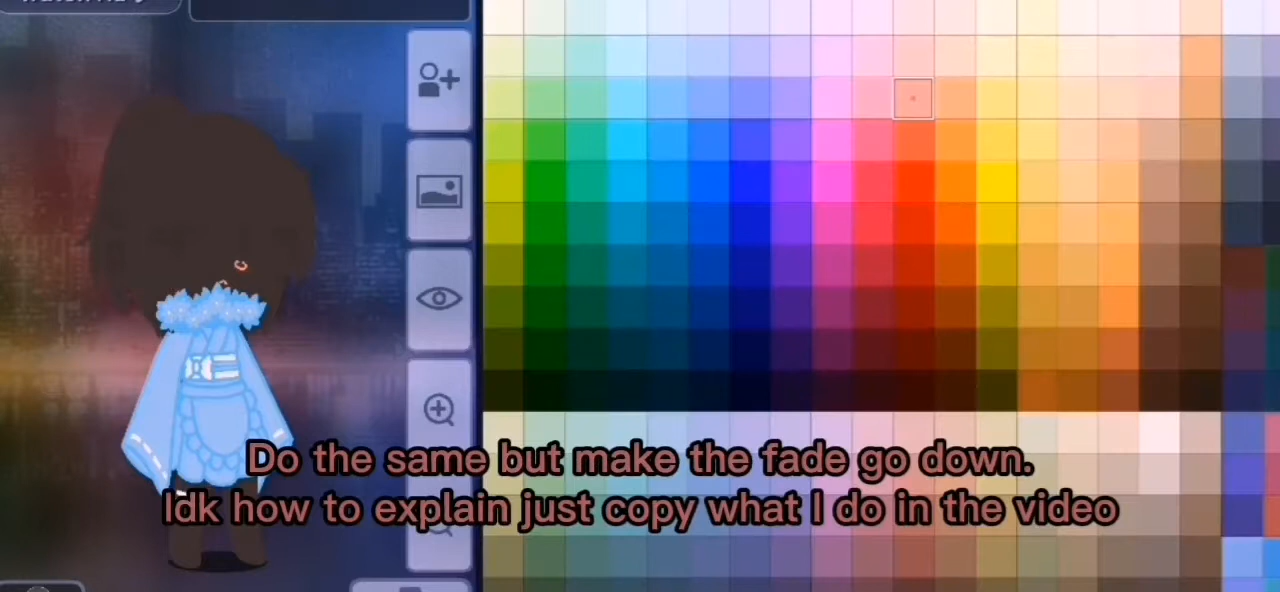 Do the same but make the fade go down.
Idk how to explain just copy what I do in the video